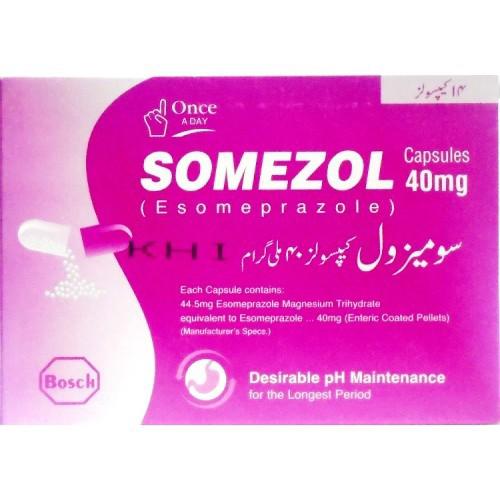 ۱۴ کیپسولز
Once
A DAY
SOMEZOL Capsules 40mg
(Esomeprazole)
سومیزول کیپسولز ۴۰ ملی گرام
KHI
Each Capsule contains:
44.5mg Esomeprazole Magnesium Trihydrate
equivalent to Esomeprazole ... 40mg (Enteric Coated Pellets)
(Manufacturer's Specs.)
Bosch
Desirable pH Maintenance
for the Longest Period